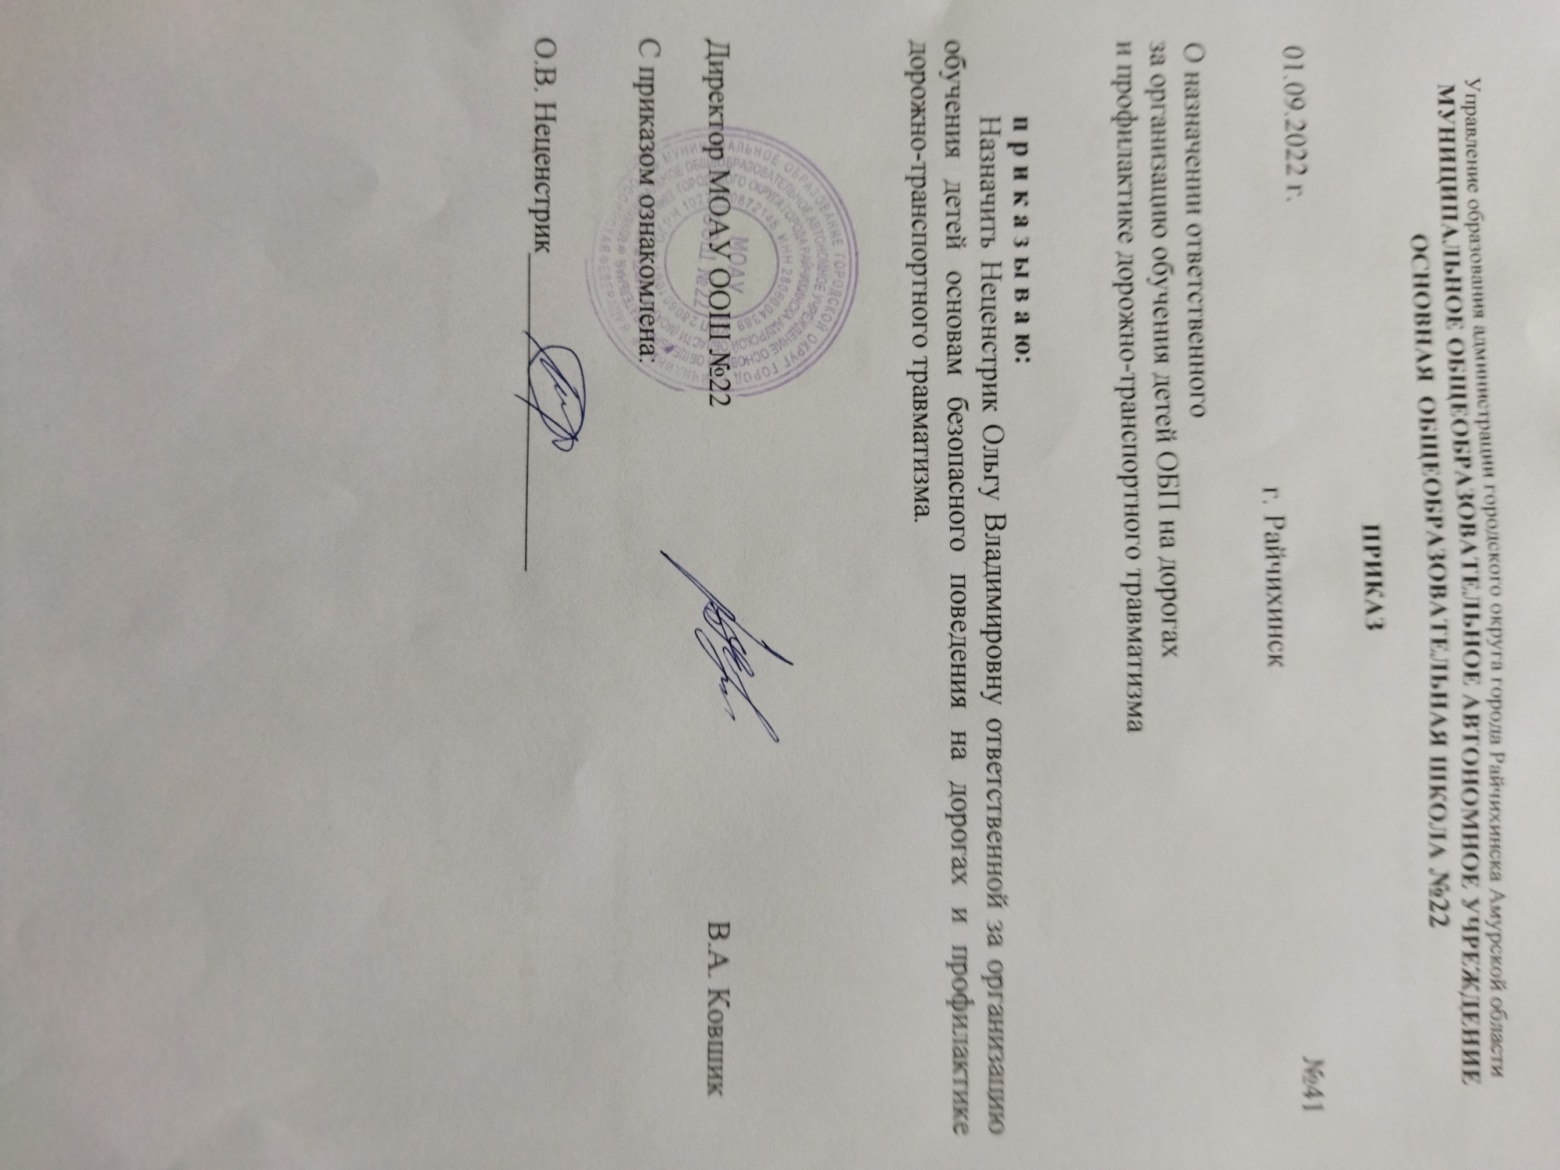 Управление образования администрации городского округа города Райчихинска Амурской области
МУНИЦИПАЛЬНОЕ ОБЩЕОБРАЗОВАТЕЛЬНОЕ АВТОНОМНОЕ УЧРЕЖДЕНИЕ
ОСНОВНАЯ ОБЩЕОБРАЗОВАТЕЛЬНАЯ ШКОЛА №22
ПРИКАЗ
01.09.2022 г. №41
г. Райчихинск
О назначении ответственного
за организацию обучения детей ОБП на дорогах
и профилактике дорожно-транспортного травматизма
п р и к а з ы в а ю:
Назначить Неценстрик Ольгу Владимировну ответственной за организацию
обучения детей основам безопасного поведения на дорогах и профилактике
дорожно-транспортного травматизма.
Директор МОАУ ООШ №22 В.А. Ковшик
С приказом ознакомлена:
О.В. Неценстрик
МОАУ